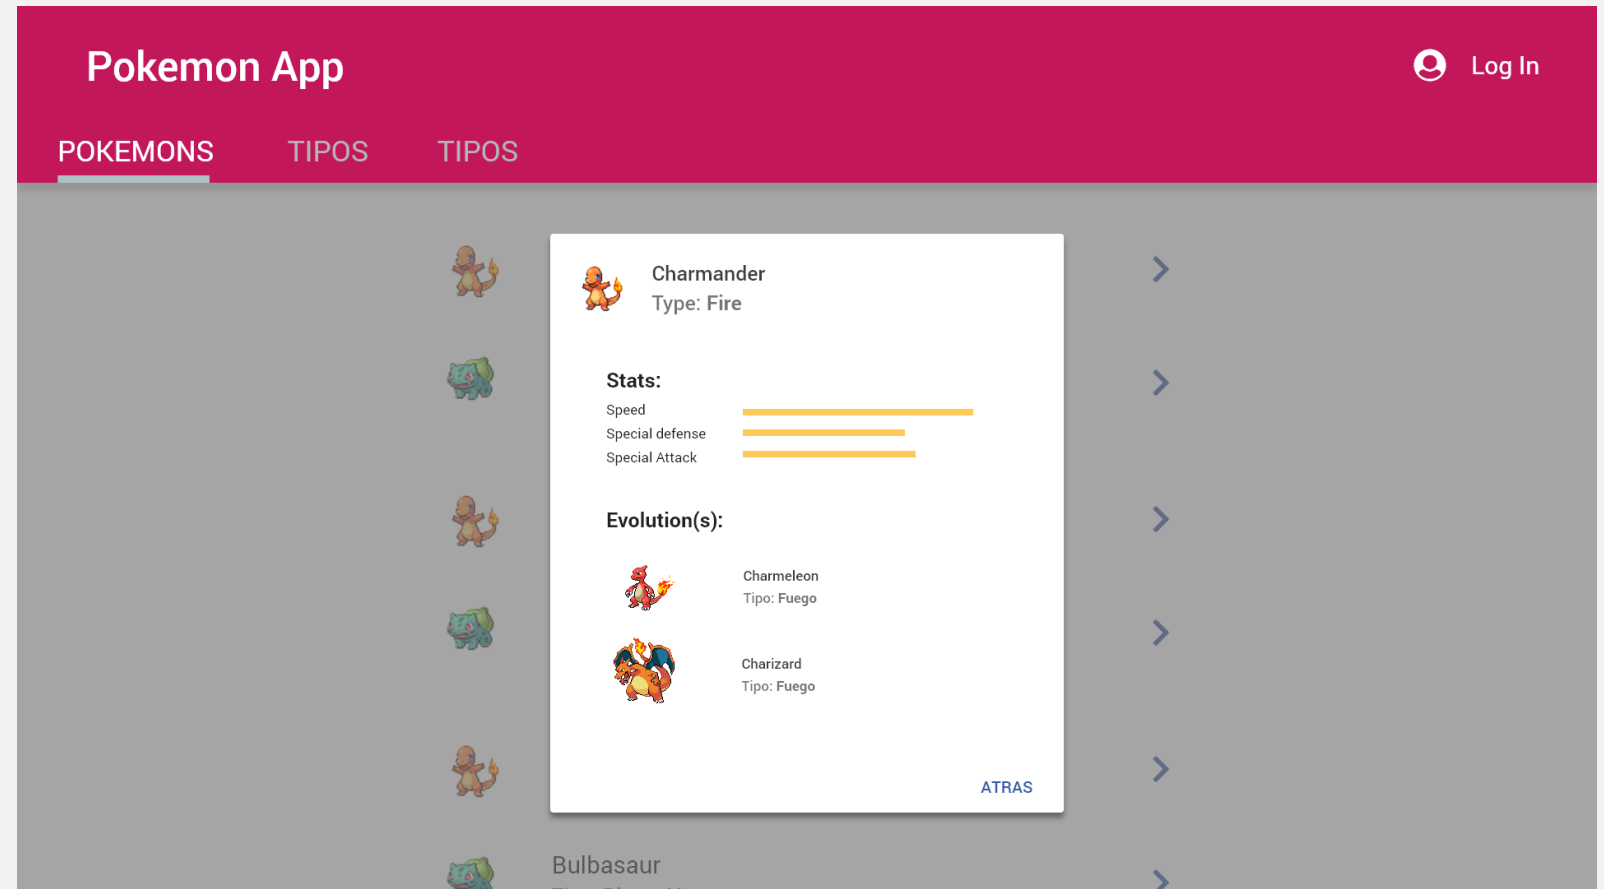 Pokemon App
Log In
POKEMONS
TIPOS
TIPOS
Charmander
Type: Fire
Stats:
Speed
Special defense
Special Attack
Evolution(s):
Charmeleon
Tipo: Fuego
Charizard
Tipo: Fuego
ATRAS
Bulbasaur